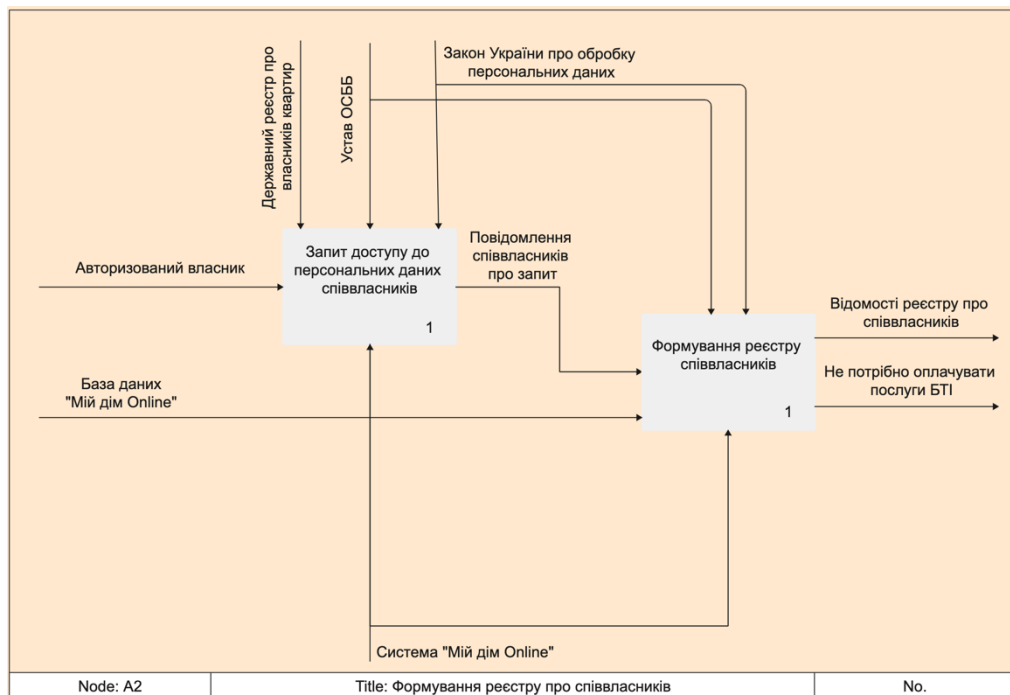 Закон України про обробку
персональних даних
Державний реєстр про
власників квартир
Устав ОСББ
Запит доступу до
персональних даних
співвласників
1
Повідомлення
співвласників
про запит
Авторизований власник
Відомості реєстру про
співвласників
Формування реєстру
співвласників
1
Не потрібно оплачувати
послуги БТІ
База даних
"Мій дім Online"
Система "Мій дім Online"
Node: A2
Title: Формування реєстру про співвласників
No.